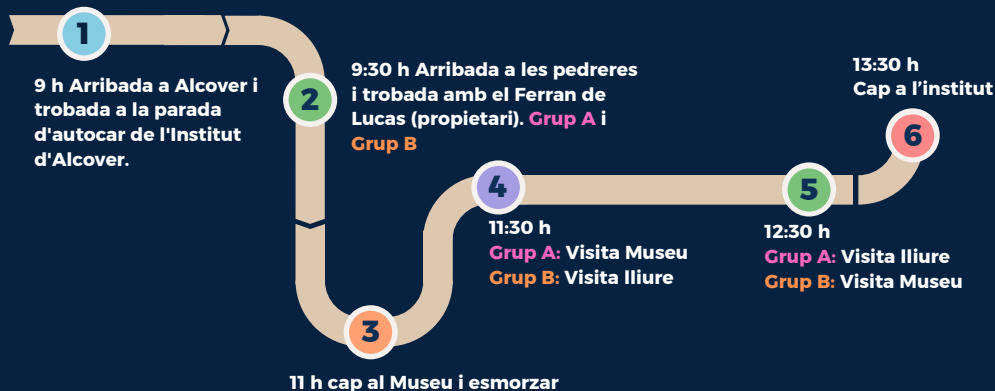 1
9 h Arribada a Alcover i
trobada a la parada
d'autocar de l'Institut
d'Alcover.
2
9:30 h Arribada a les pedreres
i trobada amb el Ferran de
Lucas (propietari). Grup A i
Grup B
3
11 h cap al Museu i esmorzar
4
11:30 h
Grup A: Visita Museu
Grup B: Visita lliure
5
12:30 h
Grup A: Visita lliure
Grup B: Visita Museu
13:30 h
Cap a l’institut
6